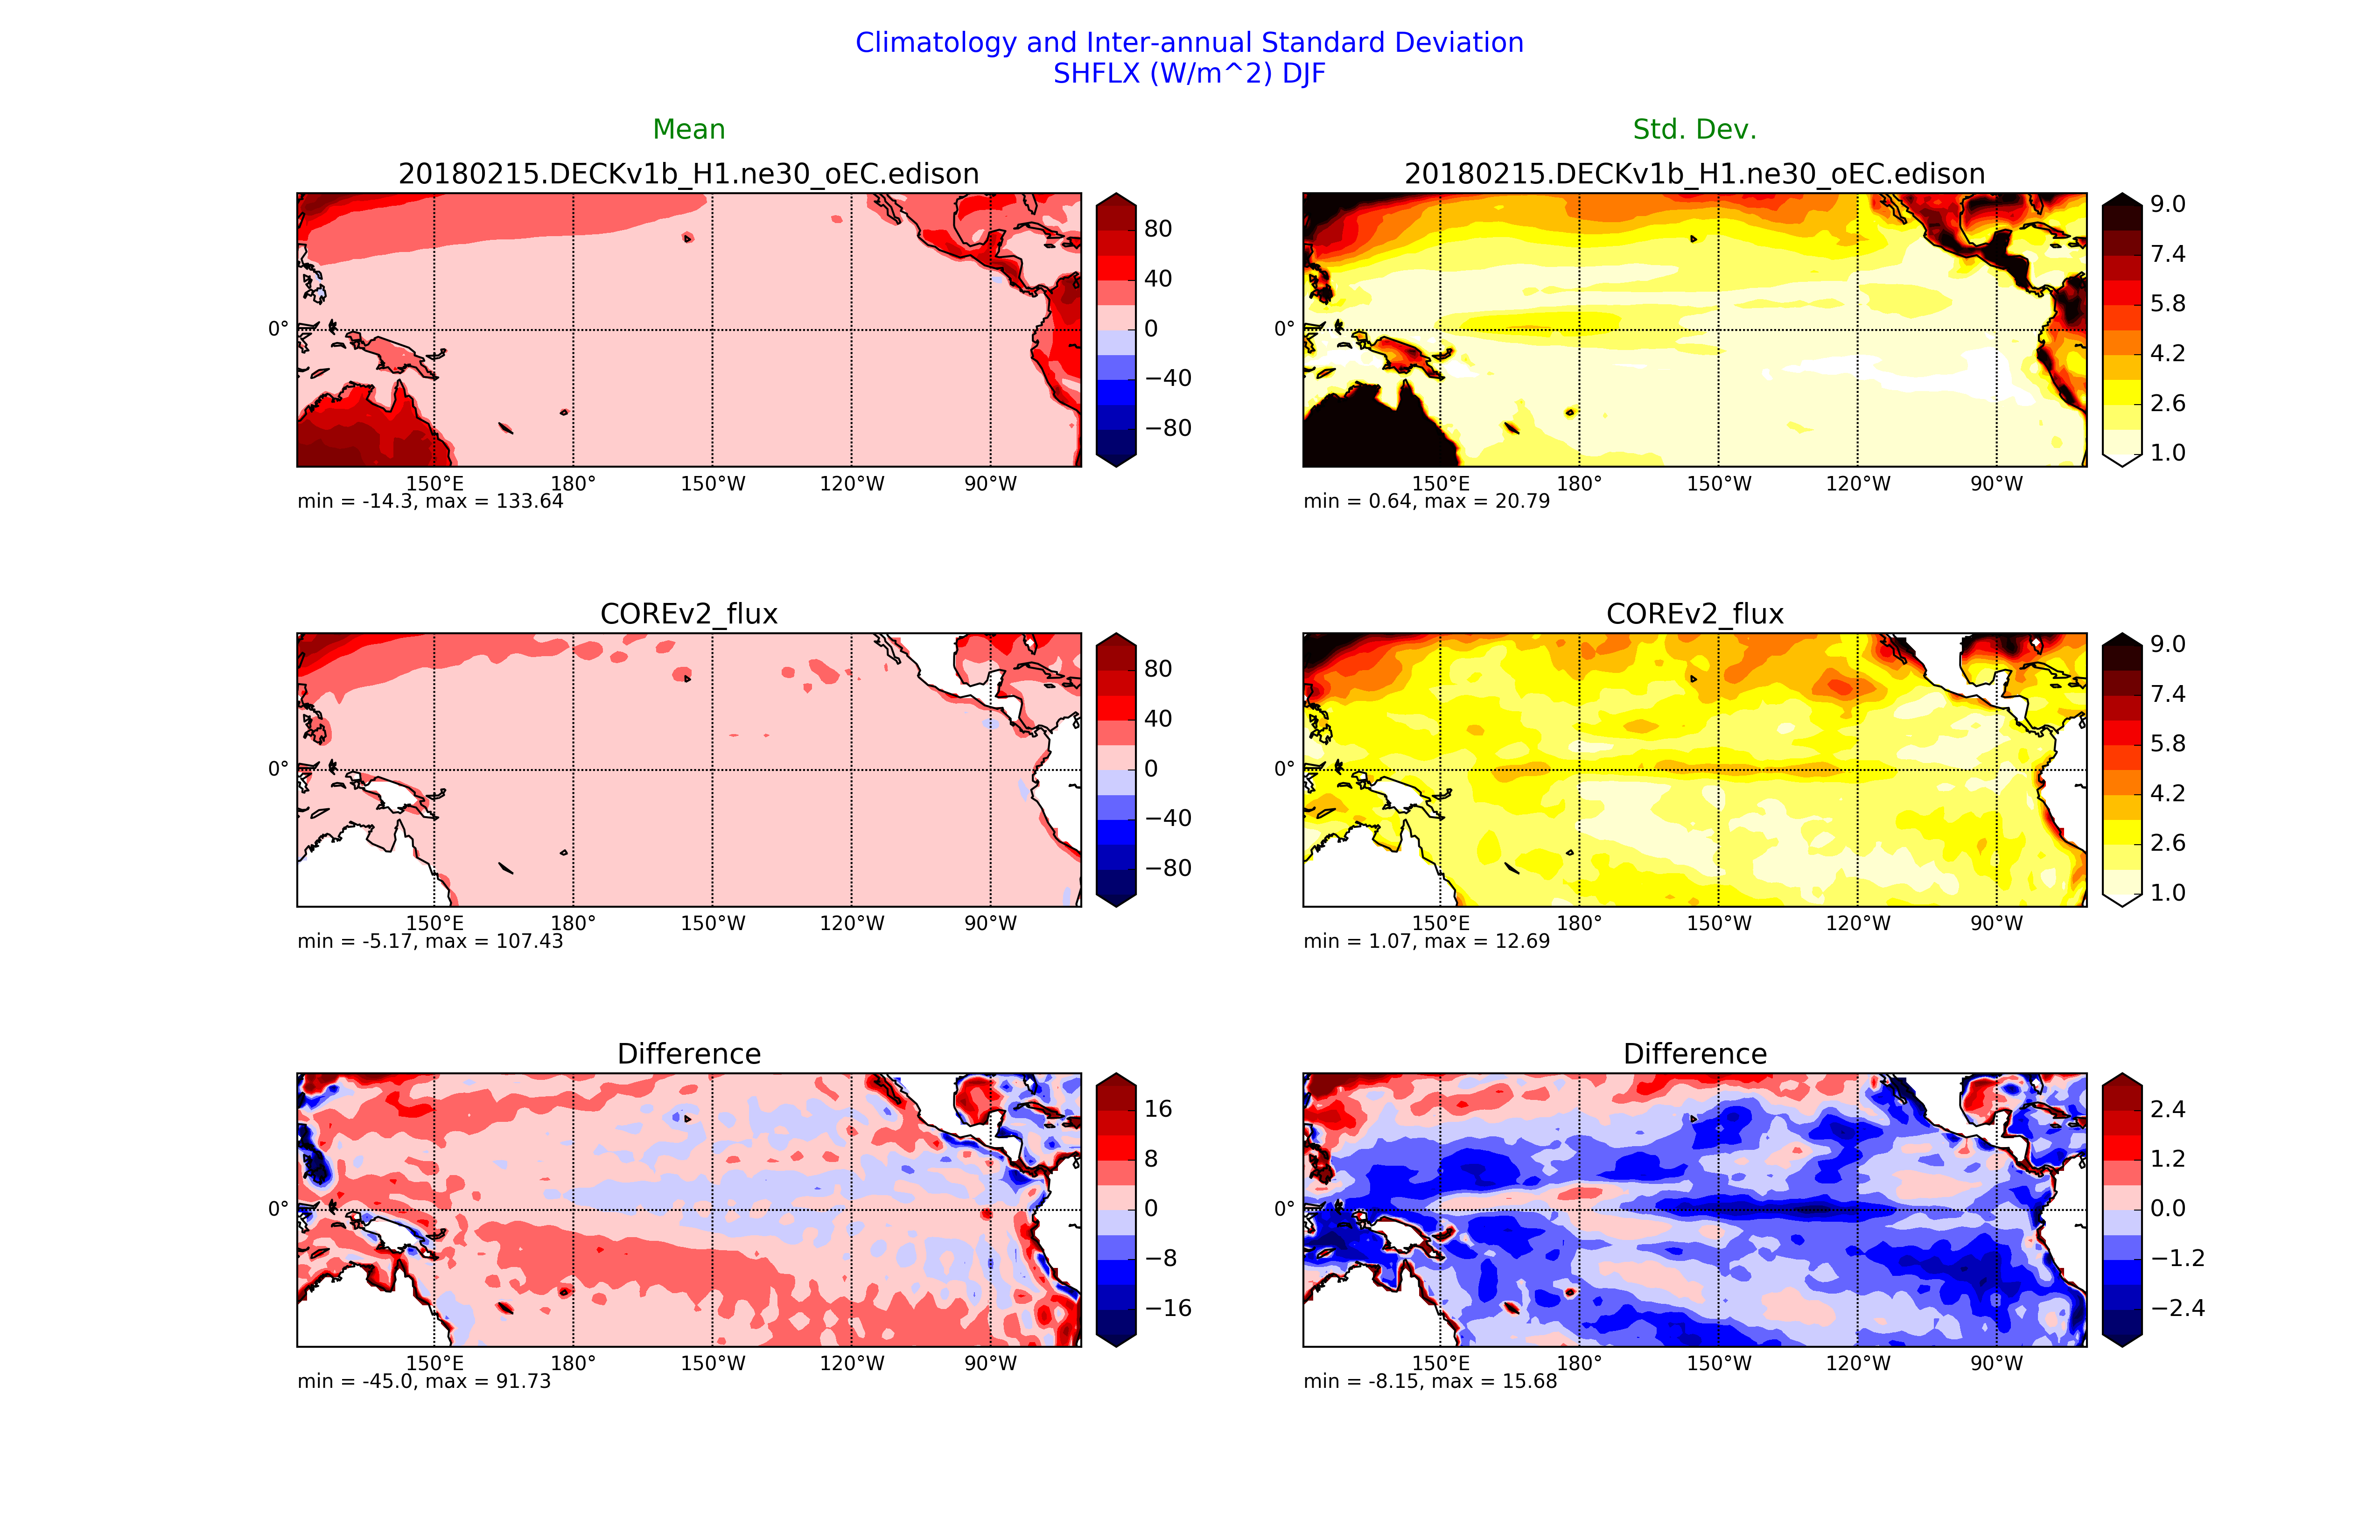 Climatology and Inter-annual Standard Deviation
SHFLX (W/m^2) DJF
Mean
Std. Dev.
20180215.DECKv1b_H1.ne30_oEC.edison
80
40
0
−40
−80
0°
150°E 180° 150°W 120°W 90°W
min = -14.3, max = 133.64
20180215.DECKv1b_H1.ne30_oEC.edison
9.0
7.4
5.8
4.2
2.6
1.0
0°
150°E 180° 150°W 120°W 90°W
min = 0.64, max = 20.79
COREv2_flux
80
40
0
−40
−80
0°
150°E 180° 150°W 120°W 90°W
min = -5.17, max = 107.43
COREv2_flux
9.0
7.4
5.8
4.2
2.6
1.0
0°
150°E 180° 150°W 120°W 90°W
min = 1.07, max = 12.69
Difference
16
8
0
−8
−16
0°
150°E 180° 150°W 120°W 90°W
min = -45.0, max = 91.73
Difference
2.4
1.2
0.0
−1.2
−2.4
0°
150°E 180° 150°W 120°W 90°W
min = -8.15, max = 15.68